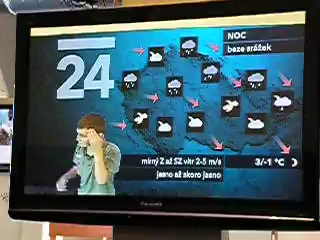 24
NOC
beze srážek
mírný Z až SZ vítr 2-5 m/s
3/-1 °C
jasno až skoro jasno
Panasonic